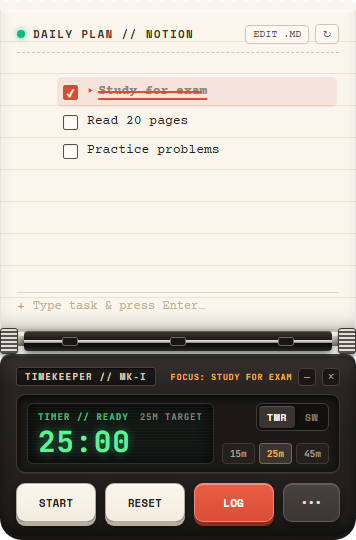 DAILY PLAN // NOTION
EDIT .MD
↻
Study for exam
Read 20 pages
Practice problems
+ Type task & press Enter…
TIMEKEEPER // MK-I
FOCUS: STUDY FOR EXAM
TIMER // READY 25M TARGET
25:00
TMR SW
15m 25m 45m
START RESET LOG •••